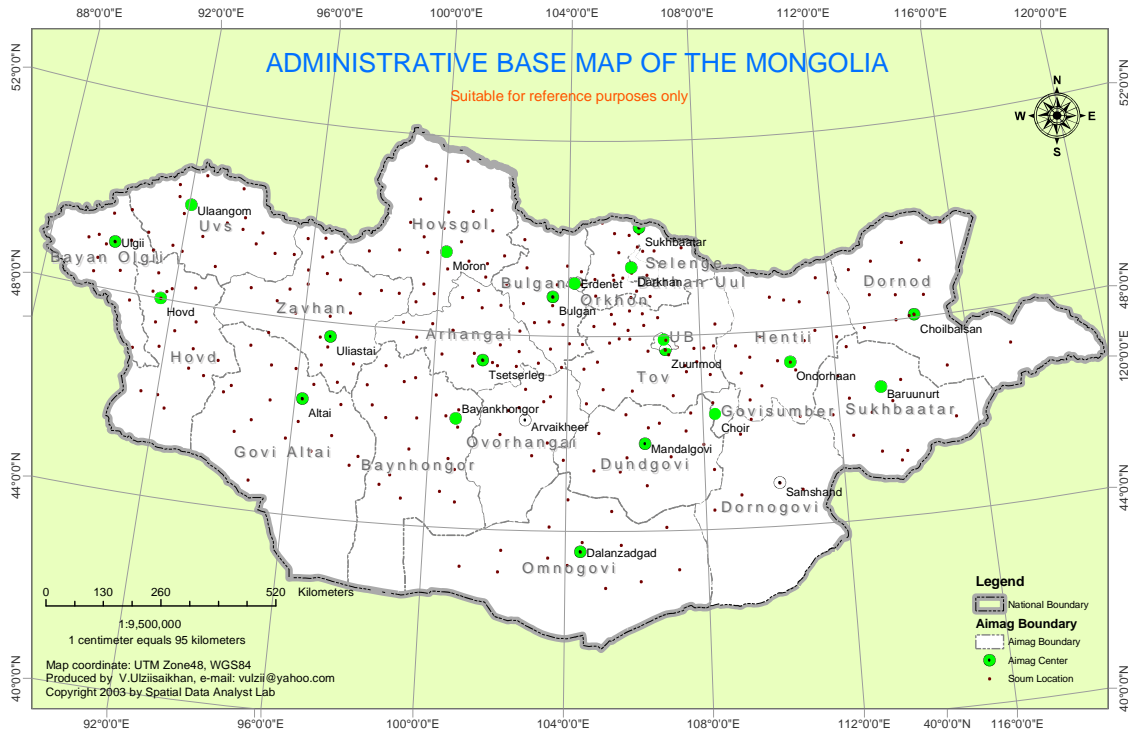 88°0'0"E 92°0'0"E 96°0'0"E 100°0'0"E 104°0'0"E 108°0'0"E 112°0'0"E 116°0'0"E 120°0'0"E
52°0'0"N
52°0'0"N
ADMINISTRATIVE BASE MAP OF THE MONGOLIA
Suitable for reference purposes only
N
W E
S
Ulaangom
Uvs
Hovsgol
Sukhbaatar
Ulgii
Bayan Olgii
Moron
Selenge
Darkhan
Darhan Uul
Dornod
Bulgan
Erdenet
Orkhon
48°0'0"N
48°0'0"N
Hovd
Zavhan
Bulgan
Choilbalsan
Arhangai
UB
Hentii
Hovd
Uliastai
Tsetserleg
Zuunmod
Ondorhaan
Tov
Baruunurt
Altai
Bayankhongor
Arvaikheer
Choir
Govisumber
Sukhbaatar
Govi Altai
Ovorhangai
Mandalgovi
Baynhongor
Dundgovi
44°0'0"N
44°0'0"N
Sainshand
Dornogovi
Dalanzadgad
Omnogovi
0 130 260 520 Kilometers
1:9,500,000
1 centimeter equals 95 kilometers
Map coordinate: UTM Zone48, WGS84
Produced by V.Ulziisaikhan, e-mail: vulzii@yahoo.com
Copyright 2003 by Spatial Data Analyst Lab
Legend
National Boundary
Aimag Boundary
Aimag Boundary
Aimag Center
Soum Location
40°0'0"N
40°0'0"N
92°0'0"E 96°0'0"E 100°0'0"E 104°0'0"E 108°0'0"E 112°0'0"E 40°0'0"N 116°0'0"E